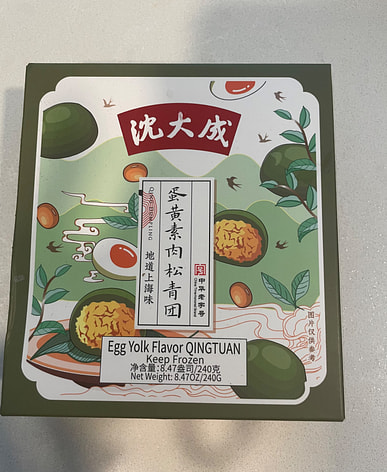 沈大成
蛋黄素肉松青团
地道上海味
中华老字号
图片仅供参考
Egg Yolk Flavor QINGTUAN
Keep Frozen
净含量:8.47盎司/240克
Net Weight: 8.47OZ/240G